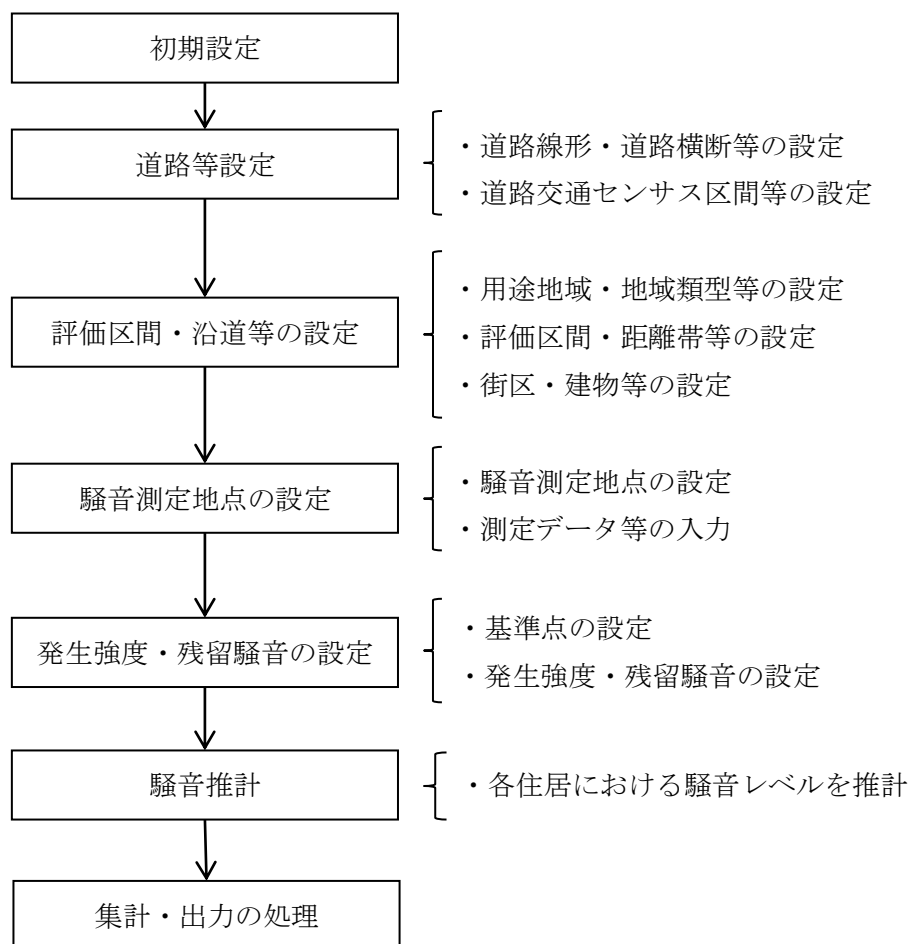 初期設定
道路等設定
・道路線形・道路横断等の設定
・道路交通センサス区間等の設定
評価区間・沿道等の設定
・用途地域・地域類型等の設定
・評価区間・距離帯等の設定
・街区・建物等の設定
騒音測定地点の設定
・騒音測定地点の設定
・測定データ等の入力
発生強度・残留騒音の設定
・基準点の設定
・発生強度・残留騒音の設定
騒音推計
・各住居における騒音レベルを推計
集計・出力の処理